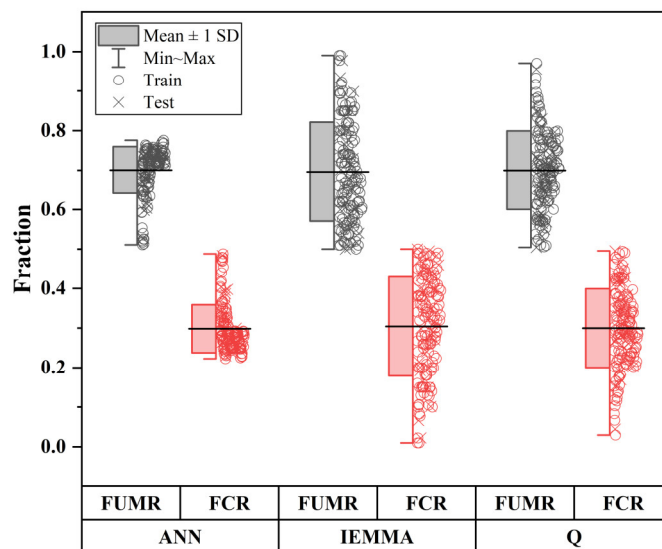 Mean ± 1 SD
Min~Max
Train
Test
Fraction
1.0
0.8
0.6
0.4
0.2
0.0
FUMR FCR FUMR FCR FUMR FCR
ANN IEMMA Q